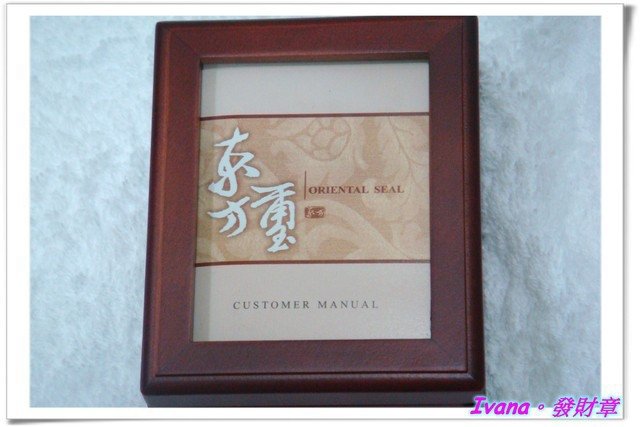 東方璽
ORIENTAL SEAL
CUSTOMER MANUAL
Ivana。發財章